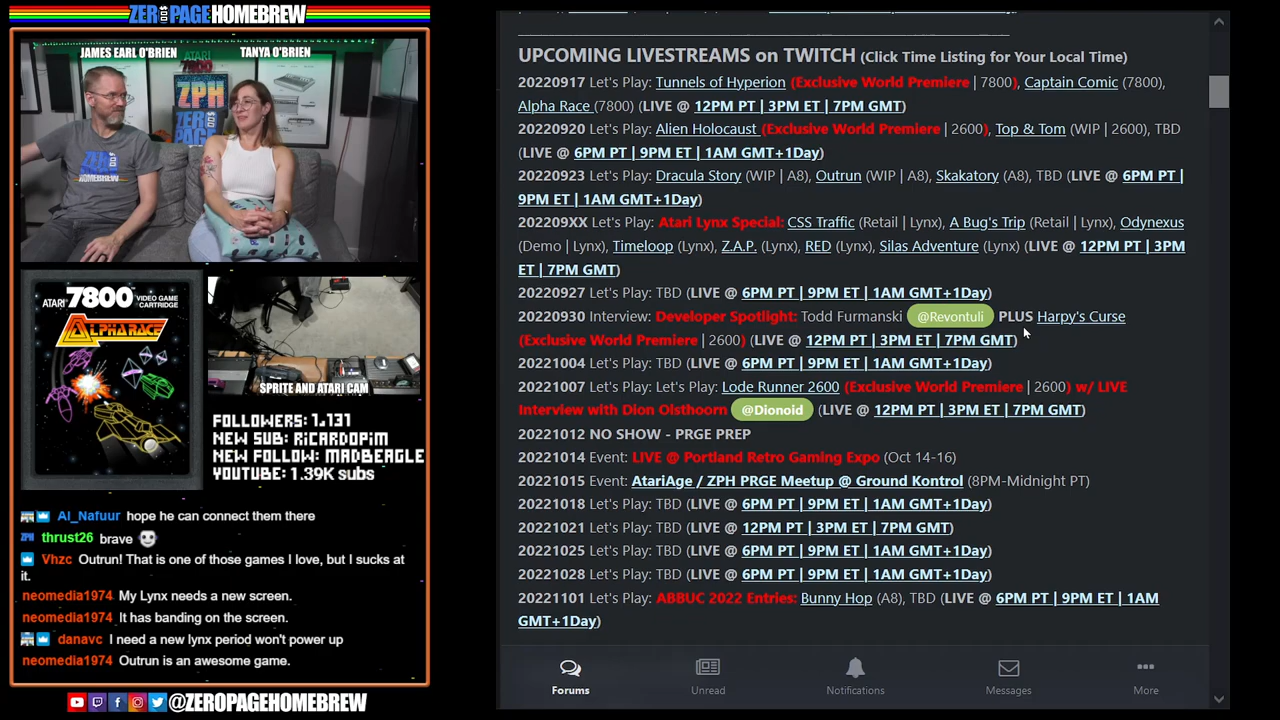 ZERO PAGE HOMEBREW
JAMES EARL O'BRIEN
TANYA O'BRIEN
ATARI
ZPH
ATARI 7800 VIDEO GAME CARTRIDGE
ALPHA RACE
SPRITE AND ATARI CAM
FOLLOWERS: 1,131
NEW SUB: RICARDOPIM
NEW FOLLOW: MADBEAGLE
YOUTUBE: 1.39K subs
Al_Nafuur hope he can connect them there
thrust26 brave
Vhzc Outrun! That is one of those games I love, but I sucks at
it.
neomedia1974 My Lynx needs a new screen.
neomedia1974 It has banding on the screen.
danavc I need a new lynx period won't power up
neomedia1974 Outrun is an awesome game.
@ZEROPAGEHOMEBREW
UPCOMING LIVESTREAMS on TWITCH (Click Time Listing for Your Local Time)
20220917 Let's Play: Tunnels of Hyperion (Exclusive World Premiere | 7800), Captain Comic (7800),
Alpha Race (7800) (LIVE @ 12PM PT | 3PM ET | 7PM GMT)
20220920 Let's Play: Alien Holocaust (Exclusive World Premiere | 2600), Top & Tom (WIP | 2600), TBD
(LIVE @ 6PM PT | 9PM ET | 1AM GMT+1Day)
20220923 Let's Play: Dracula Story (WIP | A8), Outrun (WIP | A8), Skakatory (A8), TBD (LIVE @ 6PM PT |
9PM ET | 1AM GMT+1Day)
202209XX Let's Play: Atari Lynx Special: CSS Traffic (Retail | Lynx), A Bug's Trip (Retail | Lynx), Odynexus
(Demo | Lynx), Timeloop (Lynx), Z.A.P. (Lynx), RED (Lynx), Silas Adventure (Lynx) (LIVE @ 12PM PT | 3PM
ET | 7PM GMT)
20220927 Let's Play: TBD (LIVE @ 6PM PT | 9PM ET | 1AM GMT+1Day)
20220930 Interview: Developer Spotlight: Todd Furmanski @Revontuli PLUS Harpy's Curse
(Exclusive World Premiere | 2600) (LIVE @ 12PM PT | 3PM ET | 7PM GMT)
20221004 Let's Play: TBD (LIVE @ 6PM PT | 9PM ET | 1AM GMT+1Day)
20221007 Let's Play: Let's Play: Lode Runner 2600 (Exclusive World Premiere | 2600) w/ LIVE
Interview with Dion Olsthoorn @Dionoid (LIVE @ 12PM PT | 3PM ET | 7PM GMT)
20221012 NO SHOW - PRGE PREP
20221014 Event: LIVE @ Portland Retro Gaming Expo (Oct 14-16)
20221015 Event: AtariAge / ZPH PRGE Meetup @ Ground Kontrol (8PM-Midnight PT)
20221018 Let's Play: TBD (LIVE @ 6PM PT | 9PM ET | 1AM GMT+1Day)
20221021 Let's Play: TBD (LIVE @ 12PM PT | 3PM ET | 7PM GMT)
20221025 Let's Play: TBD (LIVE @ 6PM PT | 9PM ET | 1AM GMT+1Day)
20221028 Let's Play: TBD (LIVE @ 6PM PT | 9PM ET | 1AM GMT+1Day)
20221101 Let's Play: ABBUC 2022 Entries: Bunny Hop (A8), TBD (LIVE @ 6PM PT | 9PM ET | 1AM
GMT+1Day)
Forums
Unread
Notifications
Messages
More